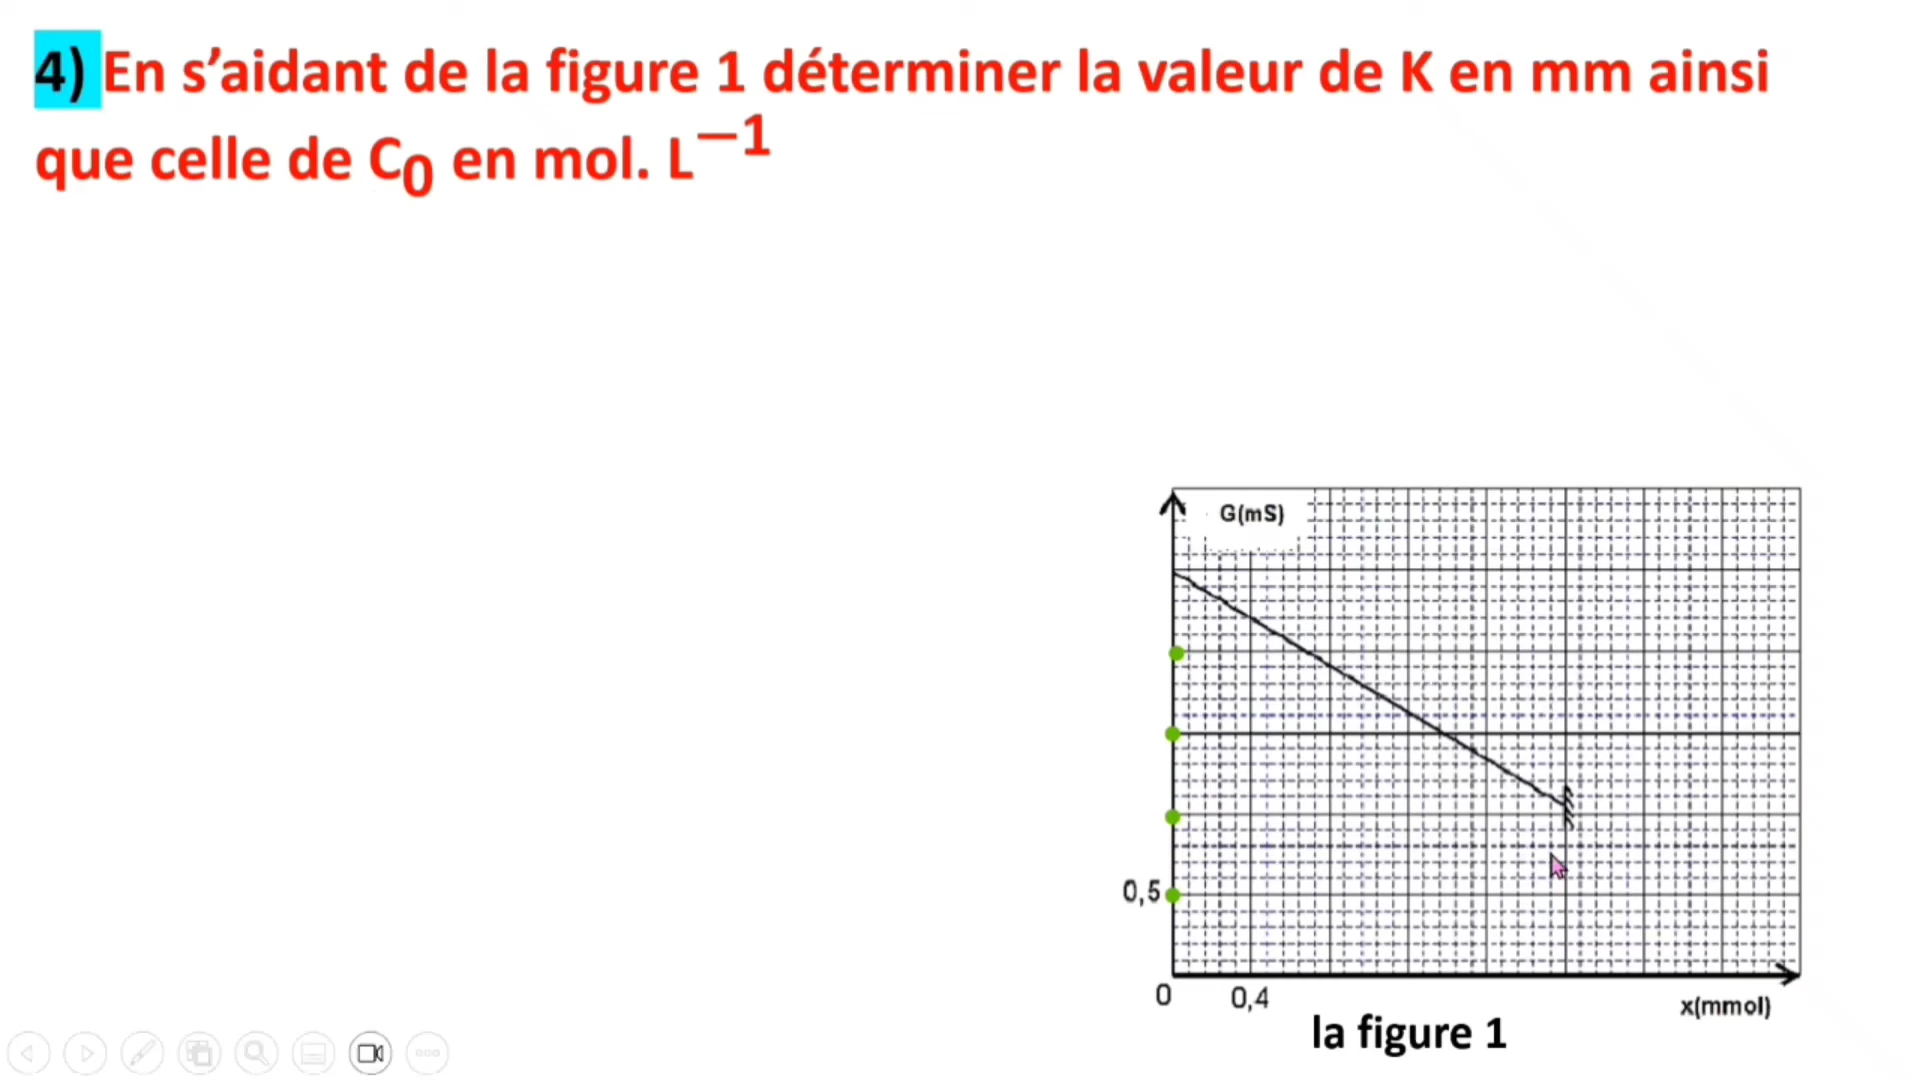 4) En s’aidant de la figure 1 déterminer la valeur de K en mm ainsi
que celle de C₀ en mol. L⁻¹
G(mS)
0,5
0
0,4
x(mmol)
la figure 1